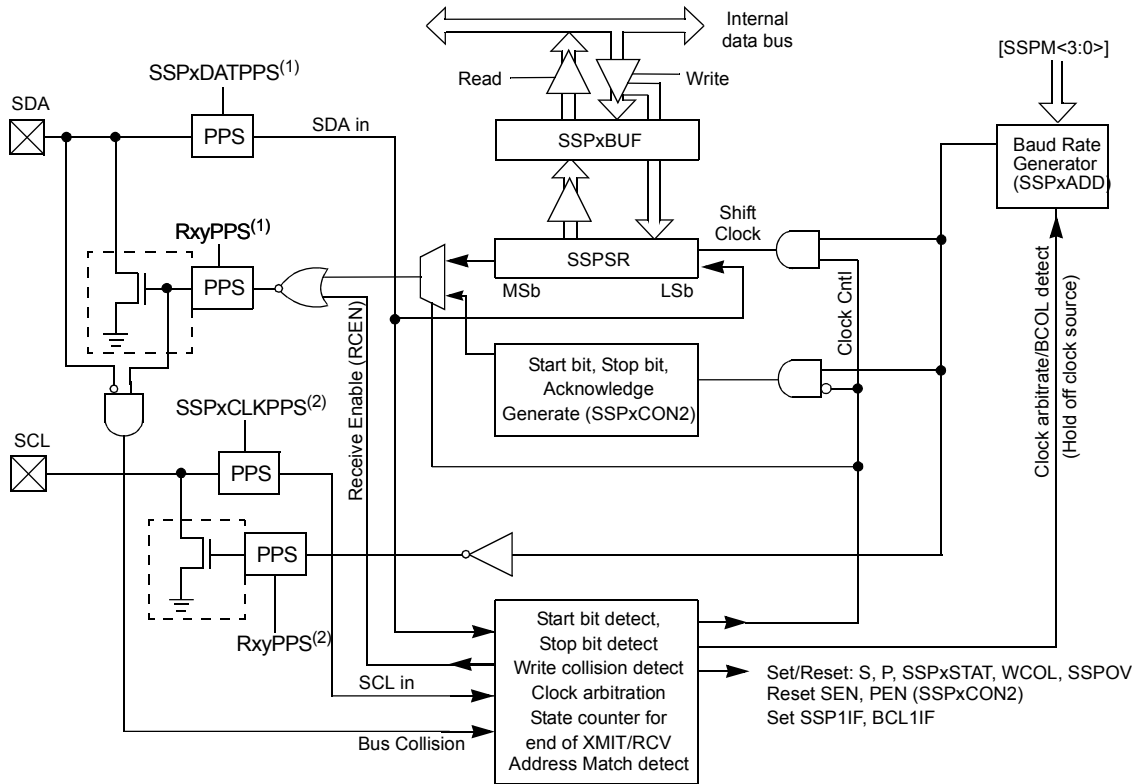 Internal
data bus
[SSPM<3:0>]
SSPxDATPPS(1)
Read
Write
SDA
PPS
SDA in
SSPxBUF
Baud Rate
Generator
(SSPxADD)
RxyPPS(1)
Shift
Clock
PPS
SSPSR
MSb
LSb
Receive Enable (RCEN)
Clock Cntl
Clock arbitrate/BCOL detect
(Hold off clock source)
Start bit, Stop bit,
Acknowledge
Generate (SSPxCON2)
SSPxCLKPPS(2)
SCL
PPS
PPS
RxyPPS(2)
Start bit detect,
Stop bit detect
Write collision detect
Clock arbitration
State counter for
end of XMIT/RCV
Address Match detect
SCL in
Bus Collision
Set/Reset: S, P, SSPxSTAT, WCOL, SSPOV
Reset SEN, PEN (SSPxCON2)
Set SSP1IF, BCL1IF